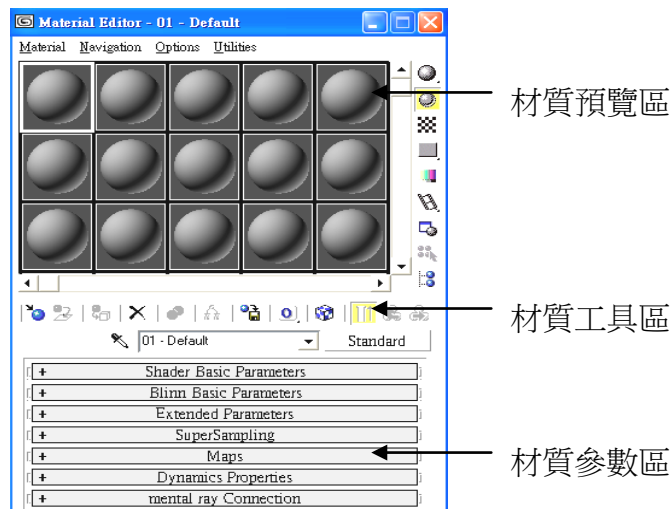 Material Editor - 01 - Default
Material Navigation Options Utilities
材質預覽區
材質工具區
01 - Default
Standard
+ Shader Basic Parameters
+ Blinn Basic Parameters
+ Extended Parameters
+ SuperSampling
+ Maps
材質參數區
+ Dynamics Properties
+ mental ray Connection